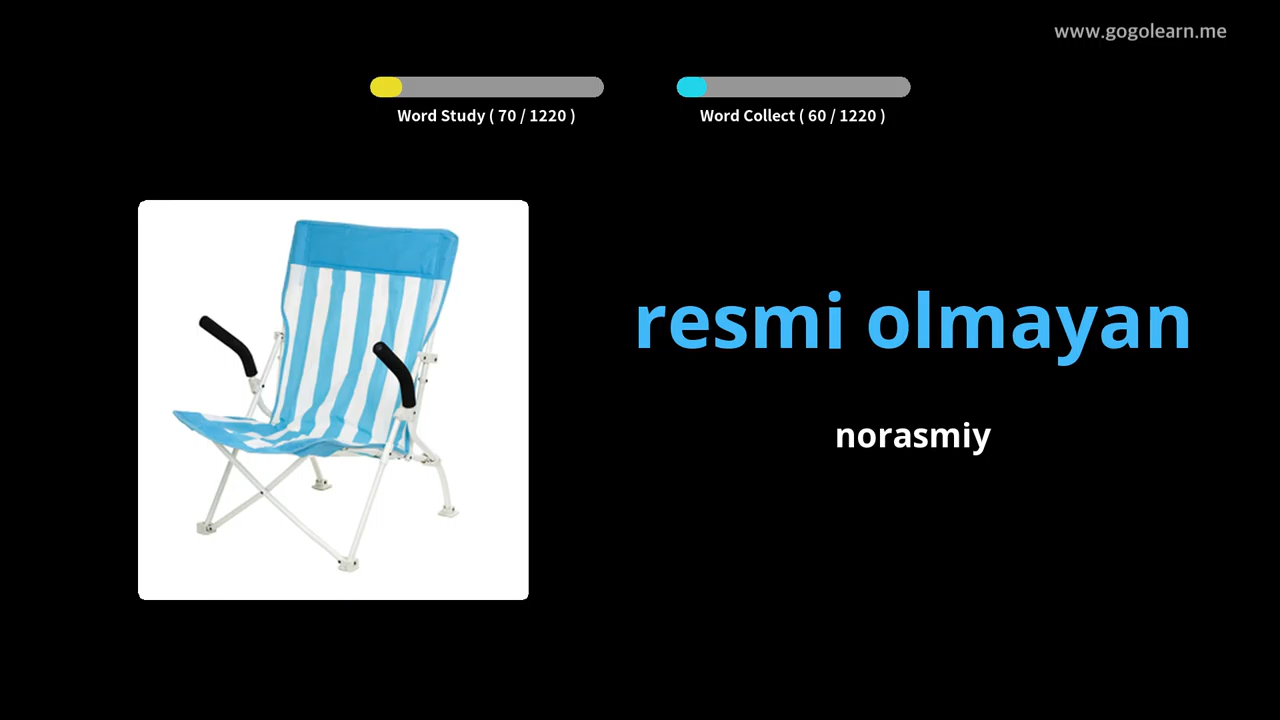 www.gogolearn.me
Word Study ( 70 / 1220 )
Word Collect ( 60 / 1220 )
resmi olmayan
norasmiy